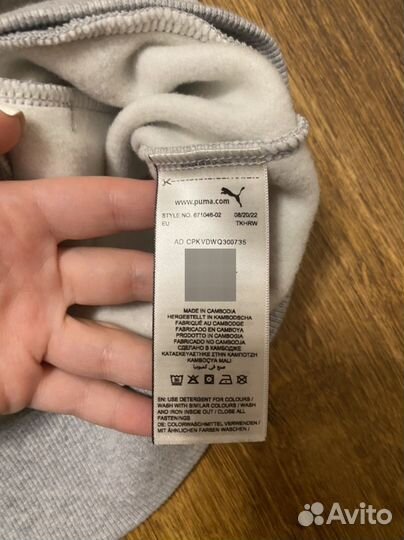 www.puma.com
STYLE NO: 671046-02 08/20/22
EU TKHRW
AO CPKVDWQ300735
MADE IN CAMBODIA
HERGESTELLT IN KAMBODSCHA
FABRIQUÉ AU CAMBODGE
FABRICADO EN CAMBOYA
PRODOTTO IN CAMBOGIA
FABRICADO NO CAMBOJA
СДЕЛАНО В КАМБОДЖЕ
ΚΑΤΑΣΚΕΥΑΖΕΤΑΙ ΣΤΗΝ ΚΑΜΠΟΤΖΗ
KAMBOÇYA MALI
صنع في كمبوديا
EN: USE DETERGENT FOR COLOURS /
WASH WITH SIMILAR COLOURS / WASH
AND IRON INSIDE OUT / CLOSE ALL
FASTENINGS
DE: COLORWASCHMITTEL VERWENDEN /
MIT ÄHNLICHEN FARBEN WASCHEN /
Avito